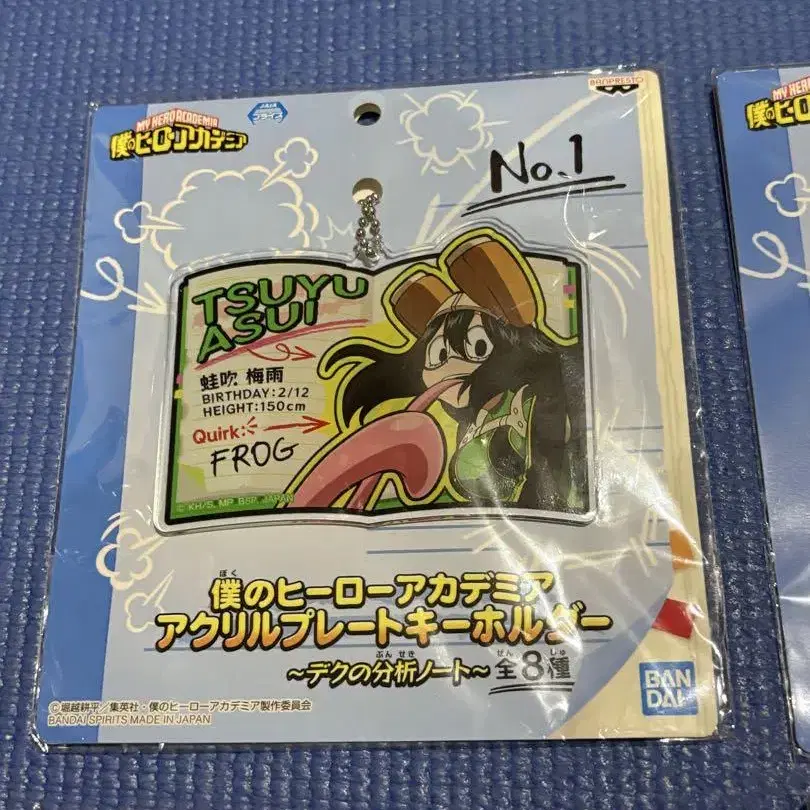 MY HERO ACADEMIA
僕のヒーローアカデミア
JAIA
プライズ
BANPRESTO
No.1
TSUYU
ASUI
蛙吹 梅雨
BIRTHDAY:2/12
HEIGHT:150cm
Quirk:
FROG
© KH/S, MP BSP, JAPAN
ぼく
僕のヒーローアカデミア
アクリルプレートキーホルダー
ぶんせき
ぜん しゅ
~デクの分析ノート~ 全8種
©堀越耕平/集英社・僕のヒーローアカデミア製作委員会
BANDAI SPIRITS MADE IN JAPAN
BAN
DAI